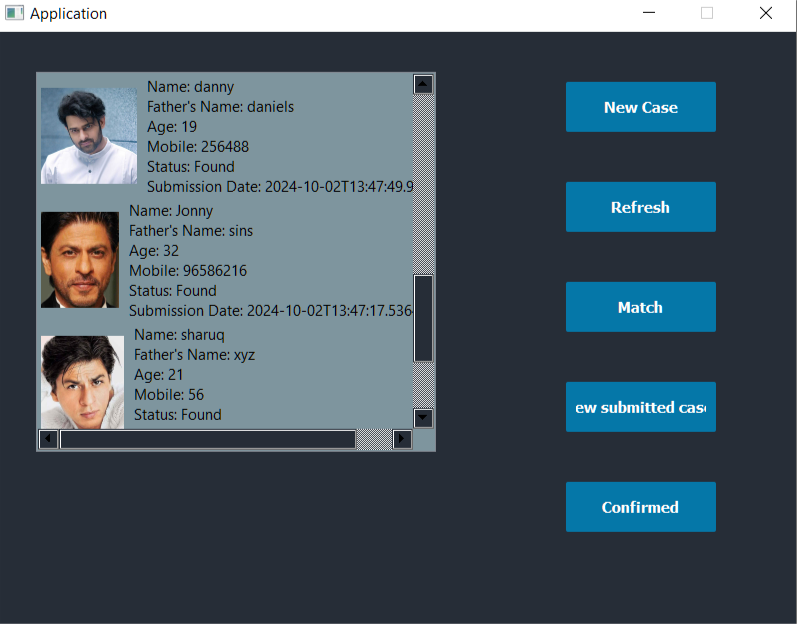 Application
Name: danny
Father's Name: daniels
Age: 19
Mobile: 256488
Status: Found
Submission Date: 2024-10-02T13:47:49.9
Name: Jonny
Father's Name: sins
Age: 32
Mobile: 96586216
Status: Found
Submission Date: 2024-10-02T13:47:17.536
Name: sharuq
Father's Name: xyz
Age: 21
Mobile: 56
Status: Found
New Case
Refresh
Match
ew submitted case
Confirmed